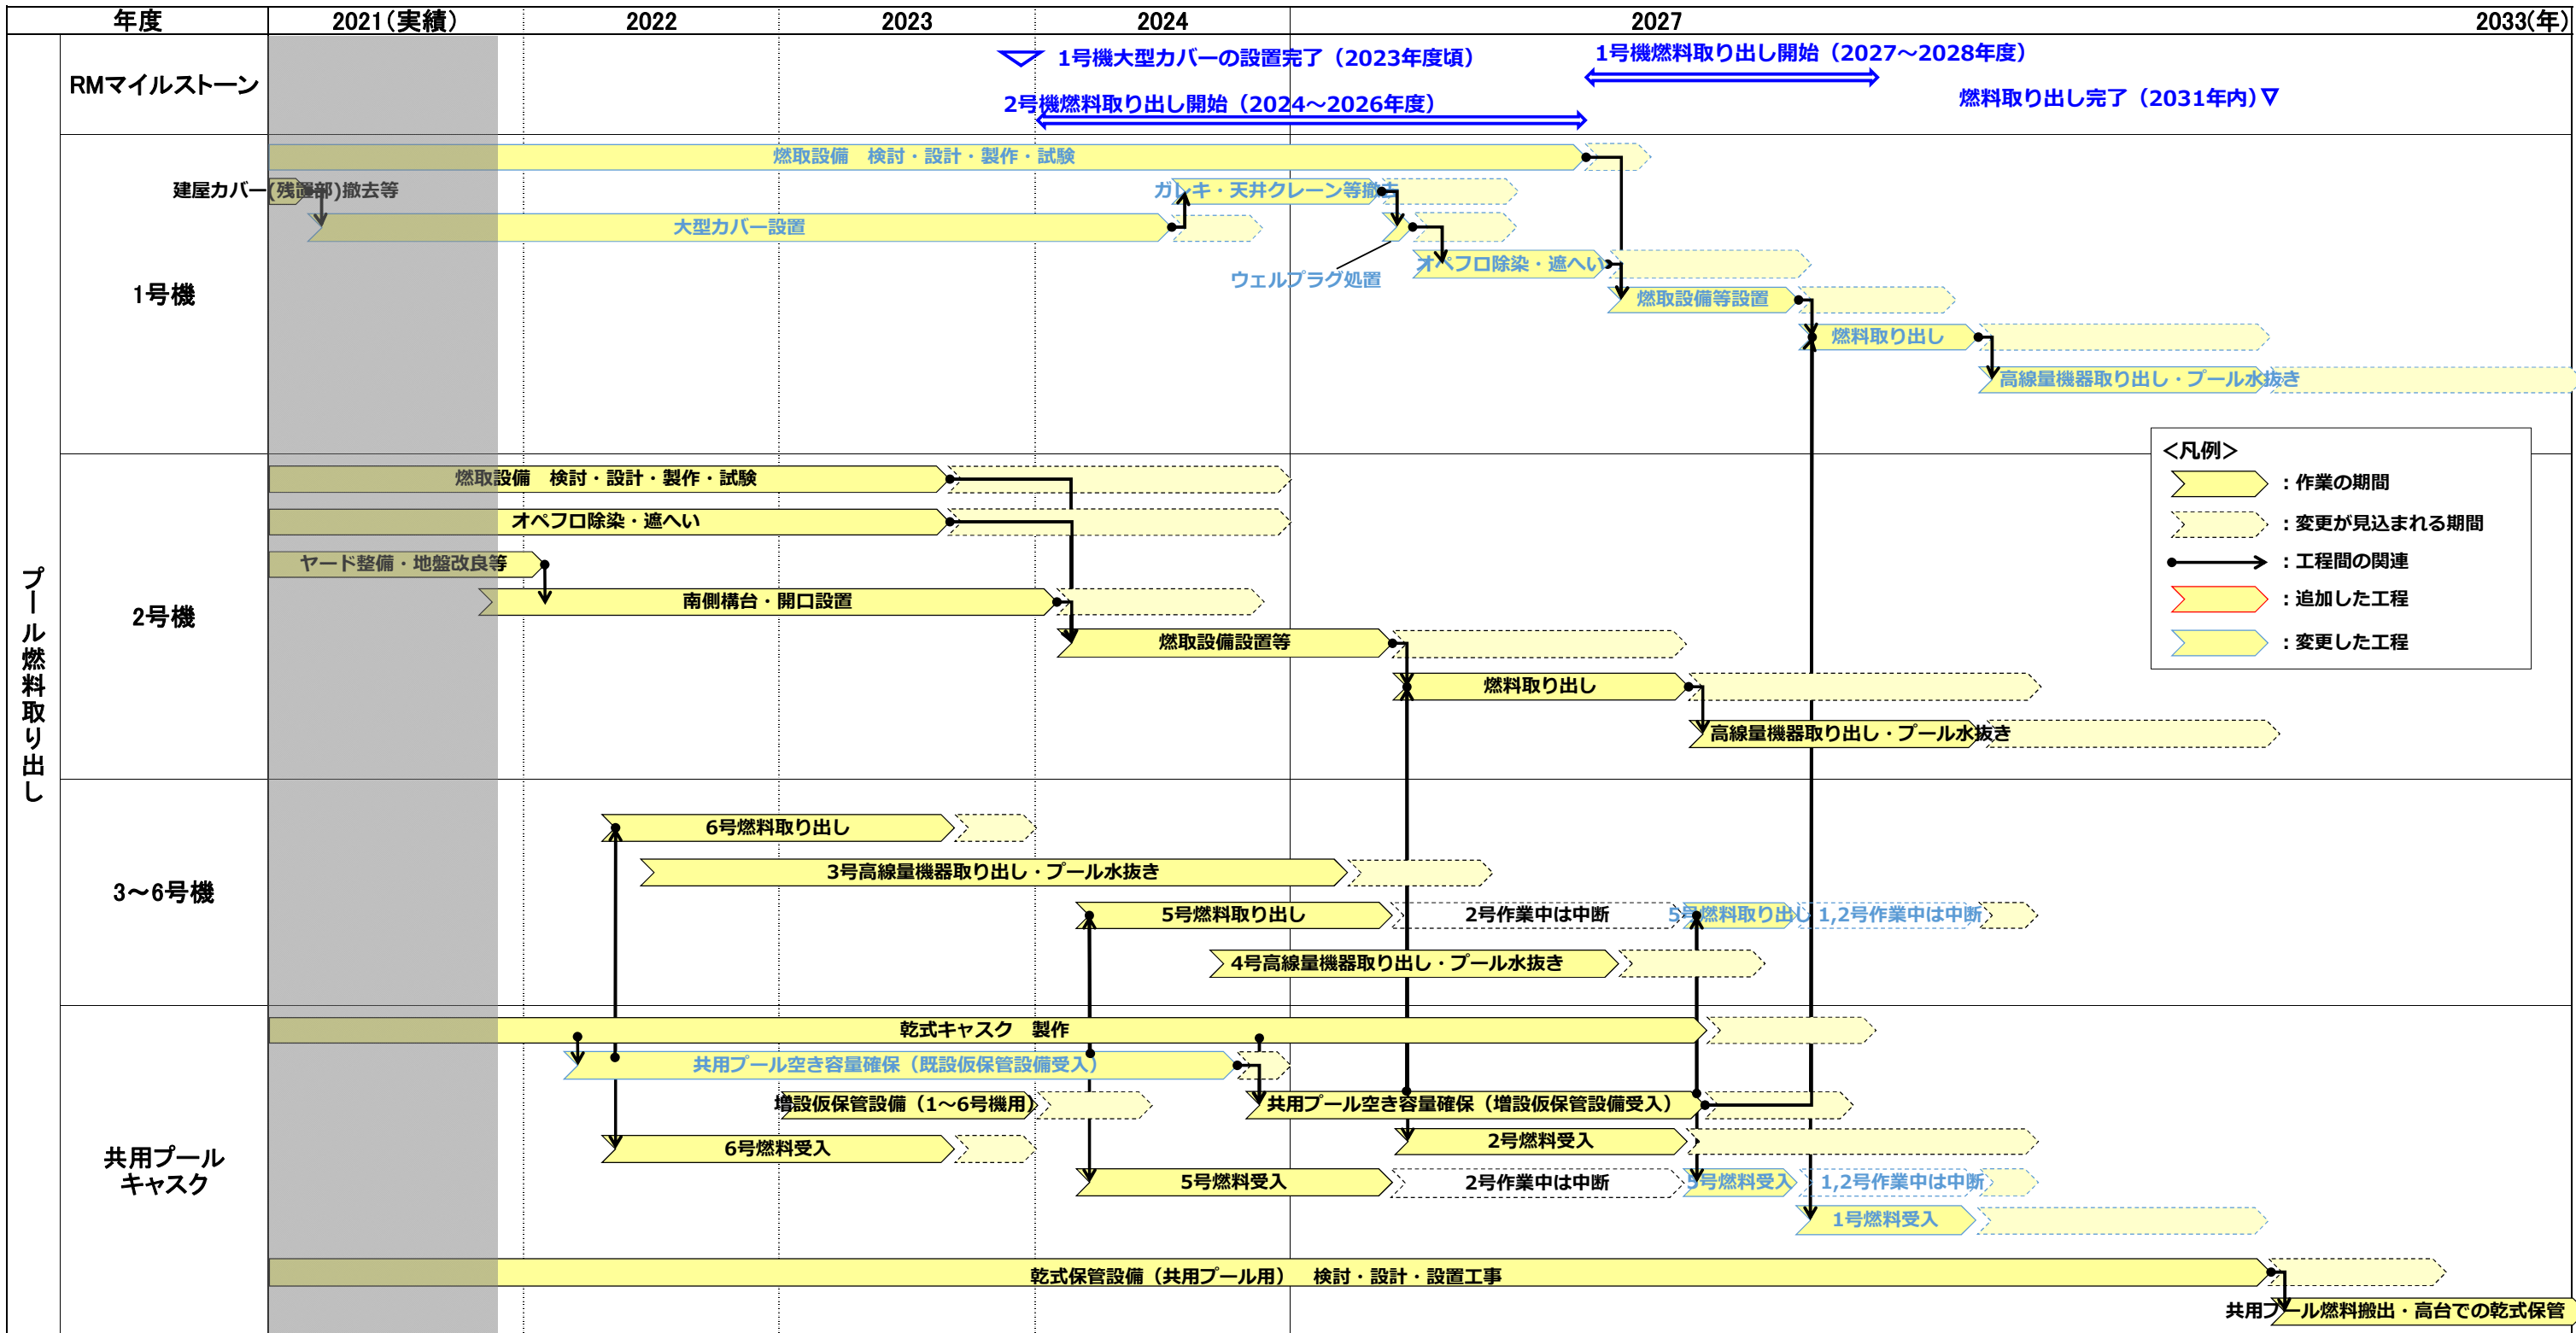 年度
2021(実績)
2022
2023
2024
2027
2033(年)
プール燃料取り出し
RMマイルストーン
1号機大型カバーの設置完了（2023年度頃）
1号機燃料取り出し開始（2027～2028年度）
2号機燃料取り出し開始（2024～2026年度）
燃料取り出し完了（2031年内）
1号機
燃取設備　検討・設計・製作・試験
建屋カバー(残置部)撤去等
ガレキ・天井クレーン等撤去
大型カバー設置
ウェルプラグ処置
オペフロ除染・遮へい
燃取設備等設置
燃料取り出し
高線量機器取り出し・プール水抜き
<凡例>
：作業の期間
：変更が見込まれる期間
：工程間の関連
：追加した工程
：変更した工程
2号機
燃取設備　検討・設計・製作・試験
オペフロ除染・遮へい
ヤード整備・地盤改良等
南側構台・開口設置
燃取設備設置等
燃料取り出し
高線量機器取り出し・プール水抜き
3～6号機
6号燃料取り出し
3号高線量機器取り出し・プール水抜き
5号燃料取り出し
2号作業中は中断
5号燃料取り出し
1,2号作業中は中断
4号高線量機器取り出し・プール水抜き
共用プール
キャスク
乾式キャスク　製作
共用プール空き容量確保（既設仮保管設備受入）
増設仮保管設備（1～6号機用）
共用プール空き容量確保（増設仮保管設備受入）
6号燃料受入
2号燃料受入
5号燃料受入
2号作業中は中断
5号燃料受入
1,2号作業中は中断
1号燃料受入
乾式保管設備（共用プール用）　検討・設計・設置工事
共用プール燃料搬出・高台での乾式保管